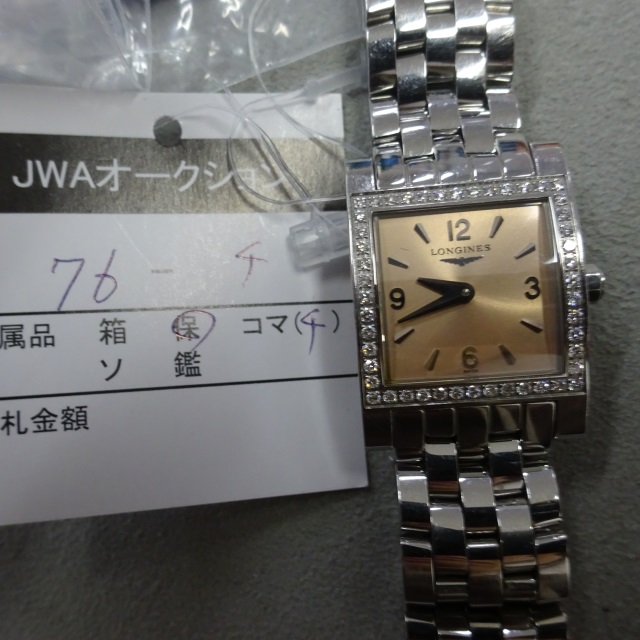 JWAオークション
76 - 4
属品 箱 保 コマ(4)
ソ 鑑
札金額
12
LONGINES
9 3
6